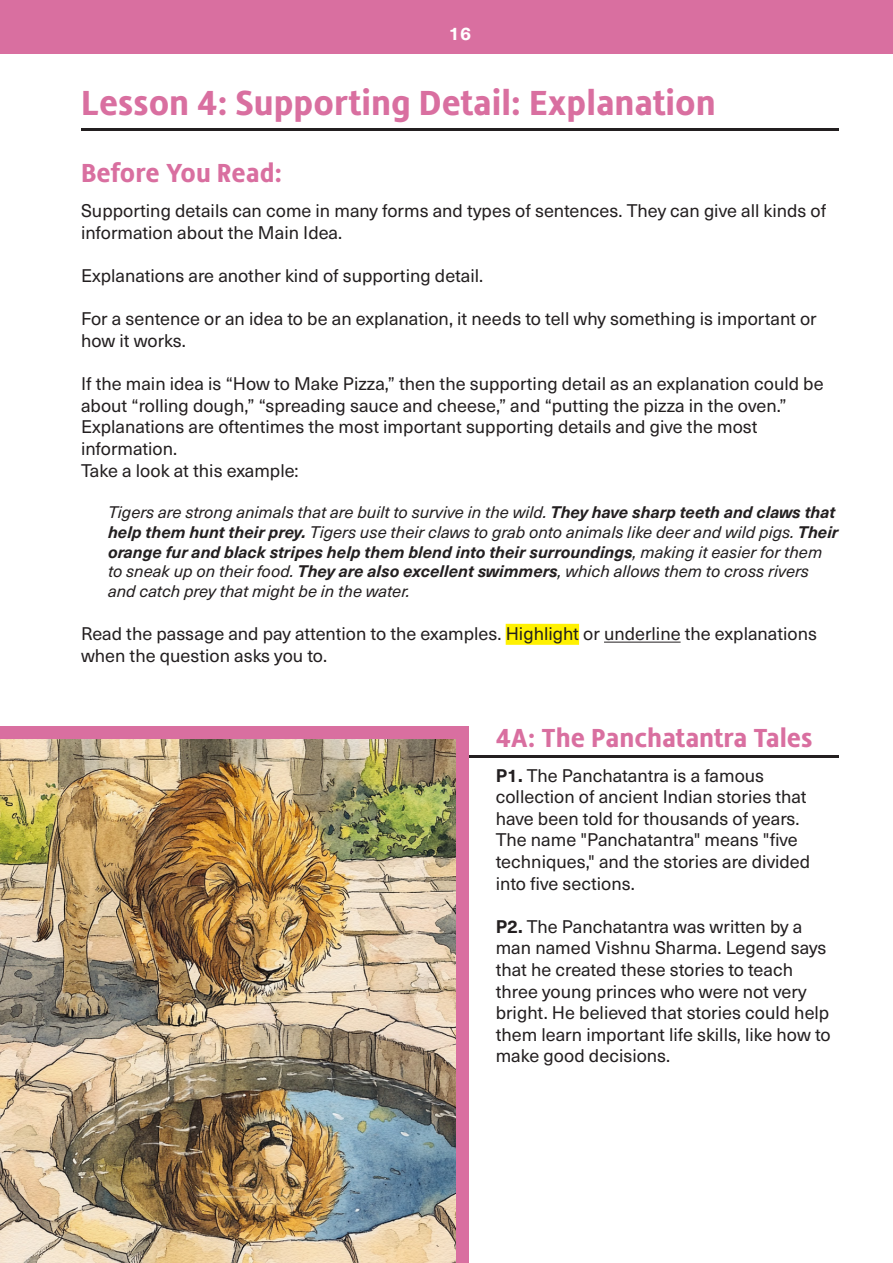 16
Lesson 4: Supporting Detail: Explanation
Before You Read:
Supporting details can come in many forms and types of sentences. They can give all kinds of
information about the Main Idea.
Explanations are another kind of supporting detail.
For a sentence or an idea to be an explanation, it needs to tell why something is important or
how it works.
If the main idea is “How to Make Pizza,” then the supporting detail as an explanation could be
about “rolling dough,” “spreading sauce and cheese,” and “putting the pizza in the oven.”
Explanations are oftentimes the most important supporting details and give the most
information.
Take a look at this example:
Tigers are strong animals that are built to survive in the wild. They have sharp teeth and claws that
help them hunt their prey. Tigers use their claws to grab onto animals like deer and wild pigs. Their
orange fur and black stripes help them blend into their surroundings, making it easier for them
to sneak up on their food. They are also excellent swimmers, which allows them to cross rivers
and catch prey that might be in the water.
Read the passage and pay attention to the examples. Highlight or underline the explanations
when the question asks you to.
4A: The Panchatantra Tales
P1. The Panchatantra is a famous
collection of ancient Indian stories that
have been told for thousands of years.
The name "Panchatantra" means "five
techniques," and the stories are divided
into five sections.
P2. The Panchatantra was written by a
man named Vishnu Sharma. Legend says
that he created these stories to teach
three young princes who were not very
bright. He believed that stories could help
them learn important life skills, like how to
make good decisions.